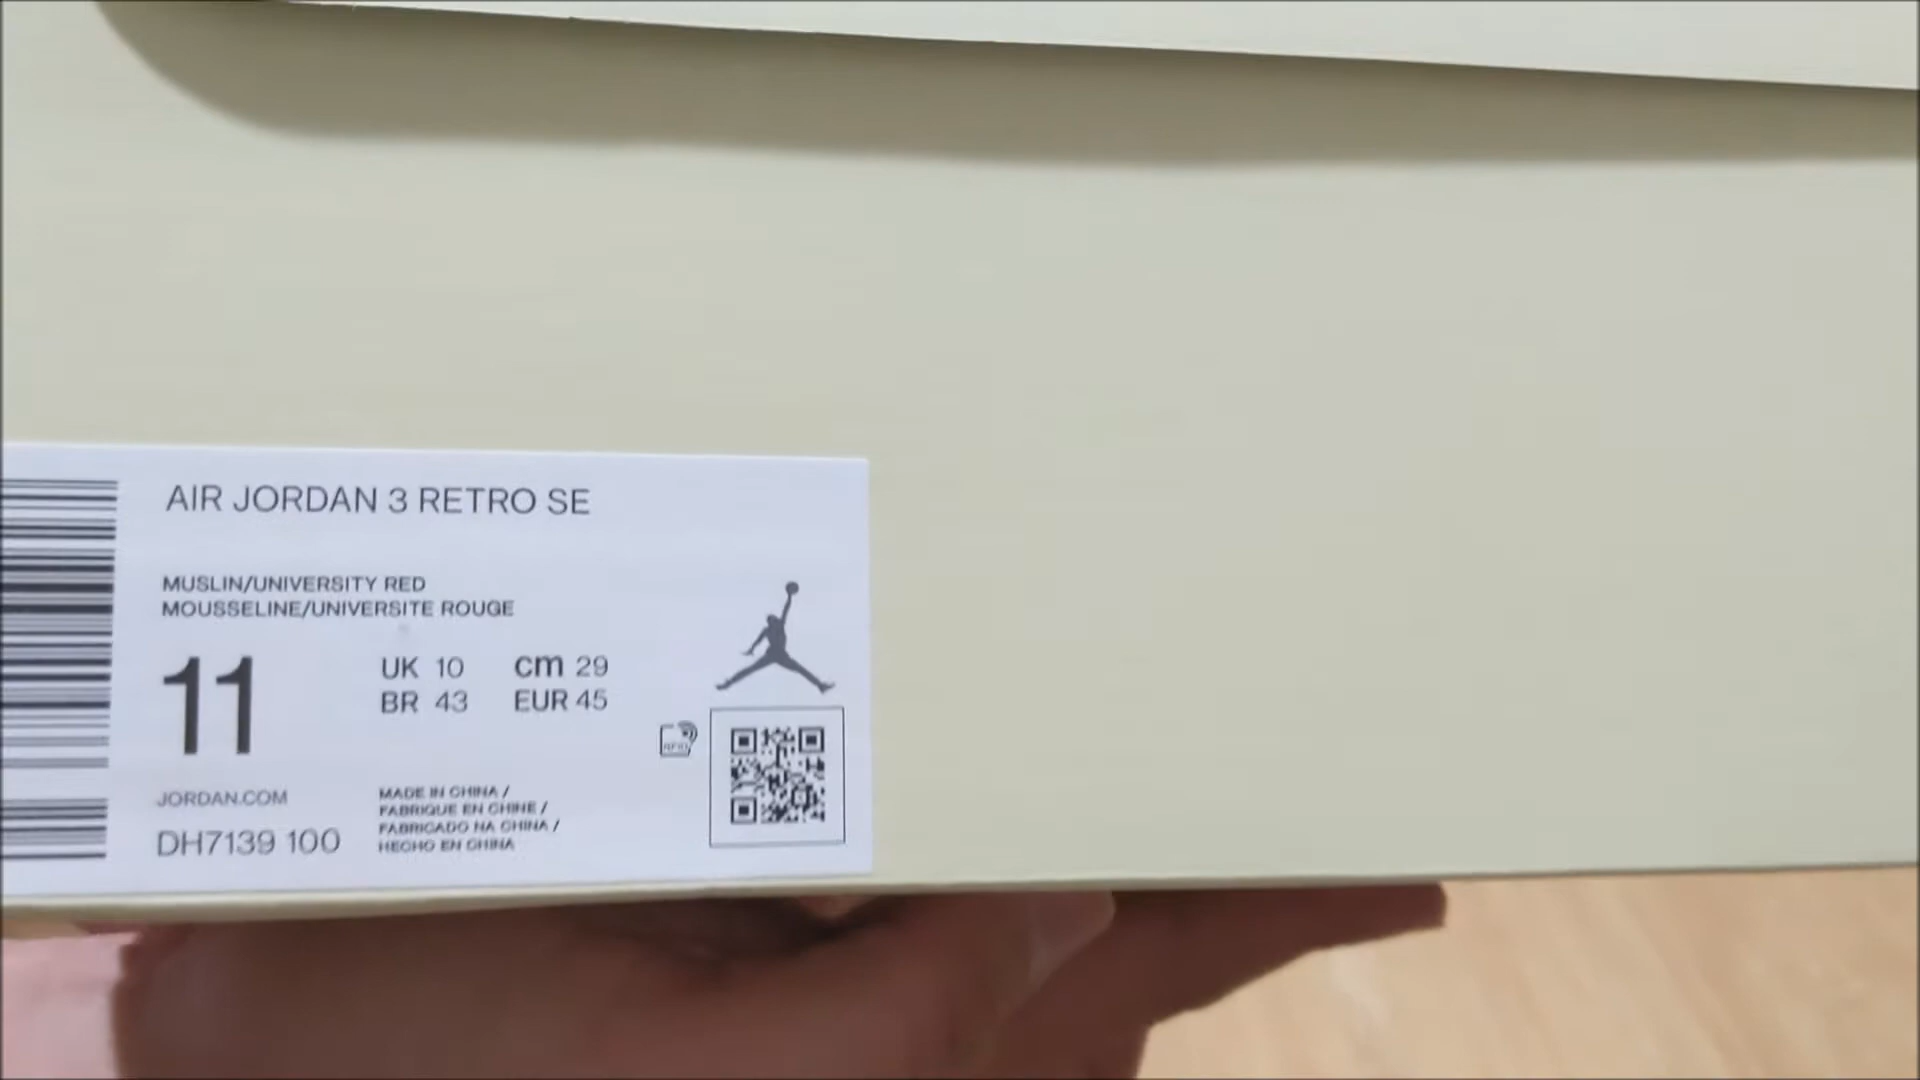 AIR JORDAN 3 RETRO SE
MUSLIN/UNIVERSITY RED
MOUSSELINE/UNIVERSITE ROUGE
11
UK 10 cm 29
BR 43 EUR 45
RFID
JORDAN.COM
DH7139 100
MADE IN CHINA /
FABRIQUE EN CHINE /
FABRICADO NA CHINA /
HECHO EN CHINA